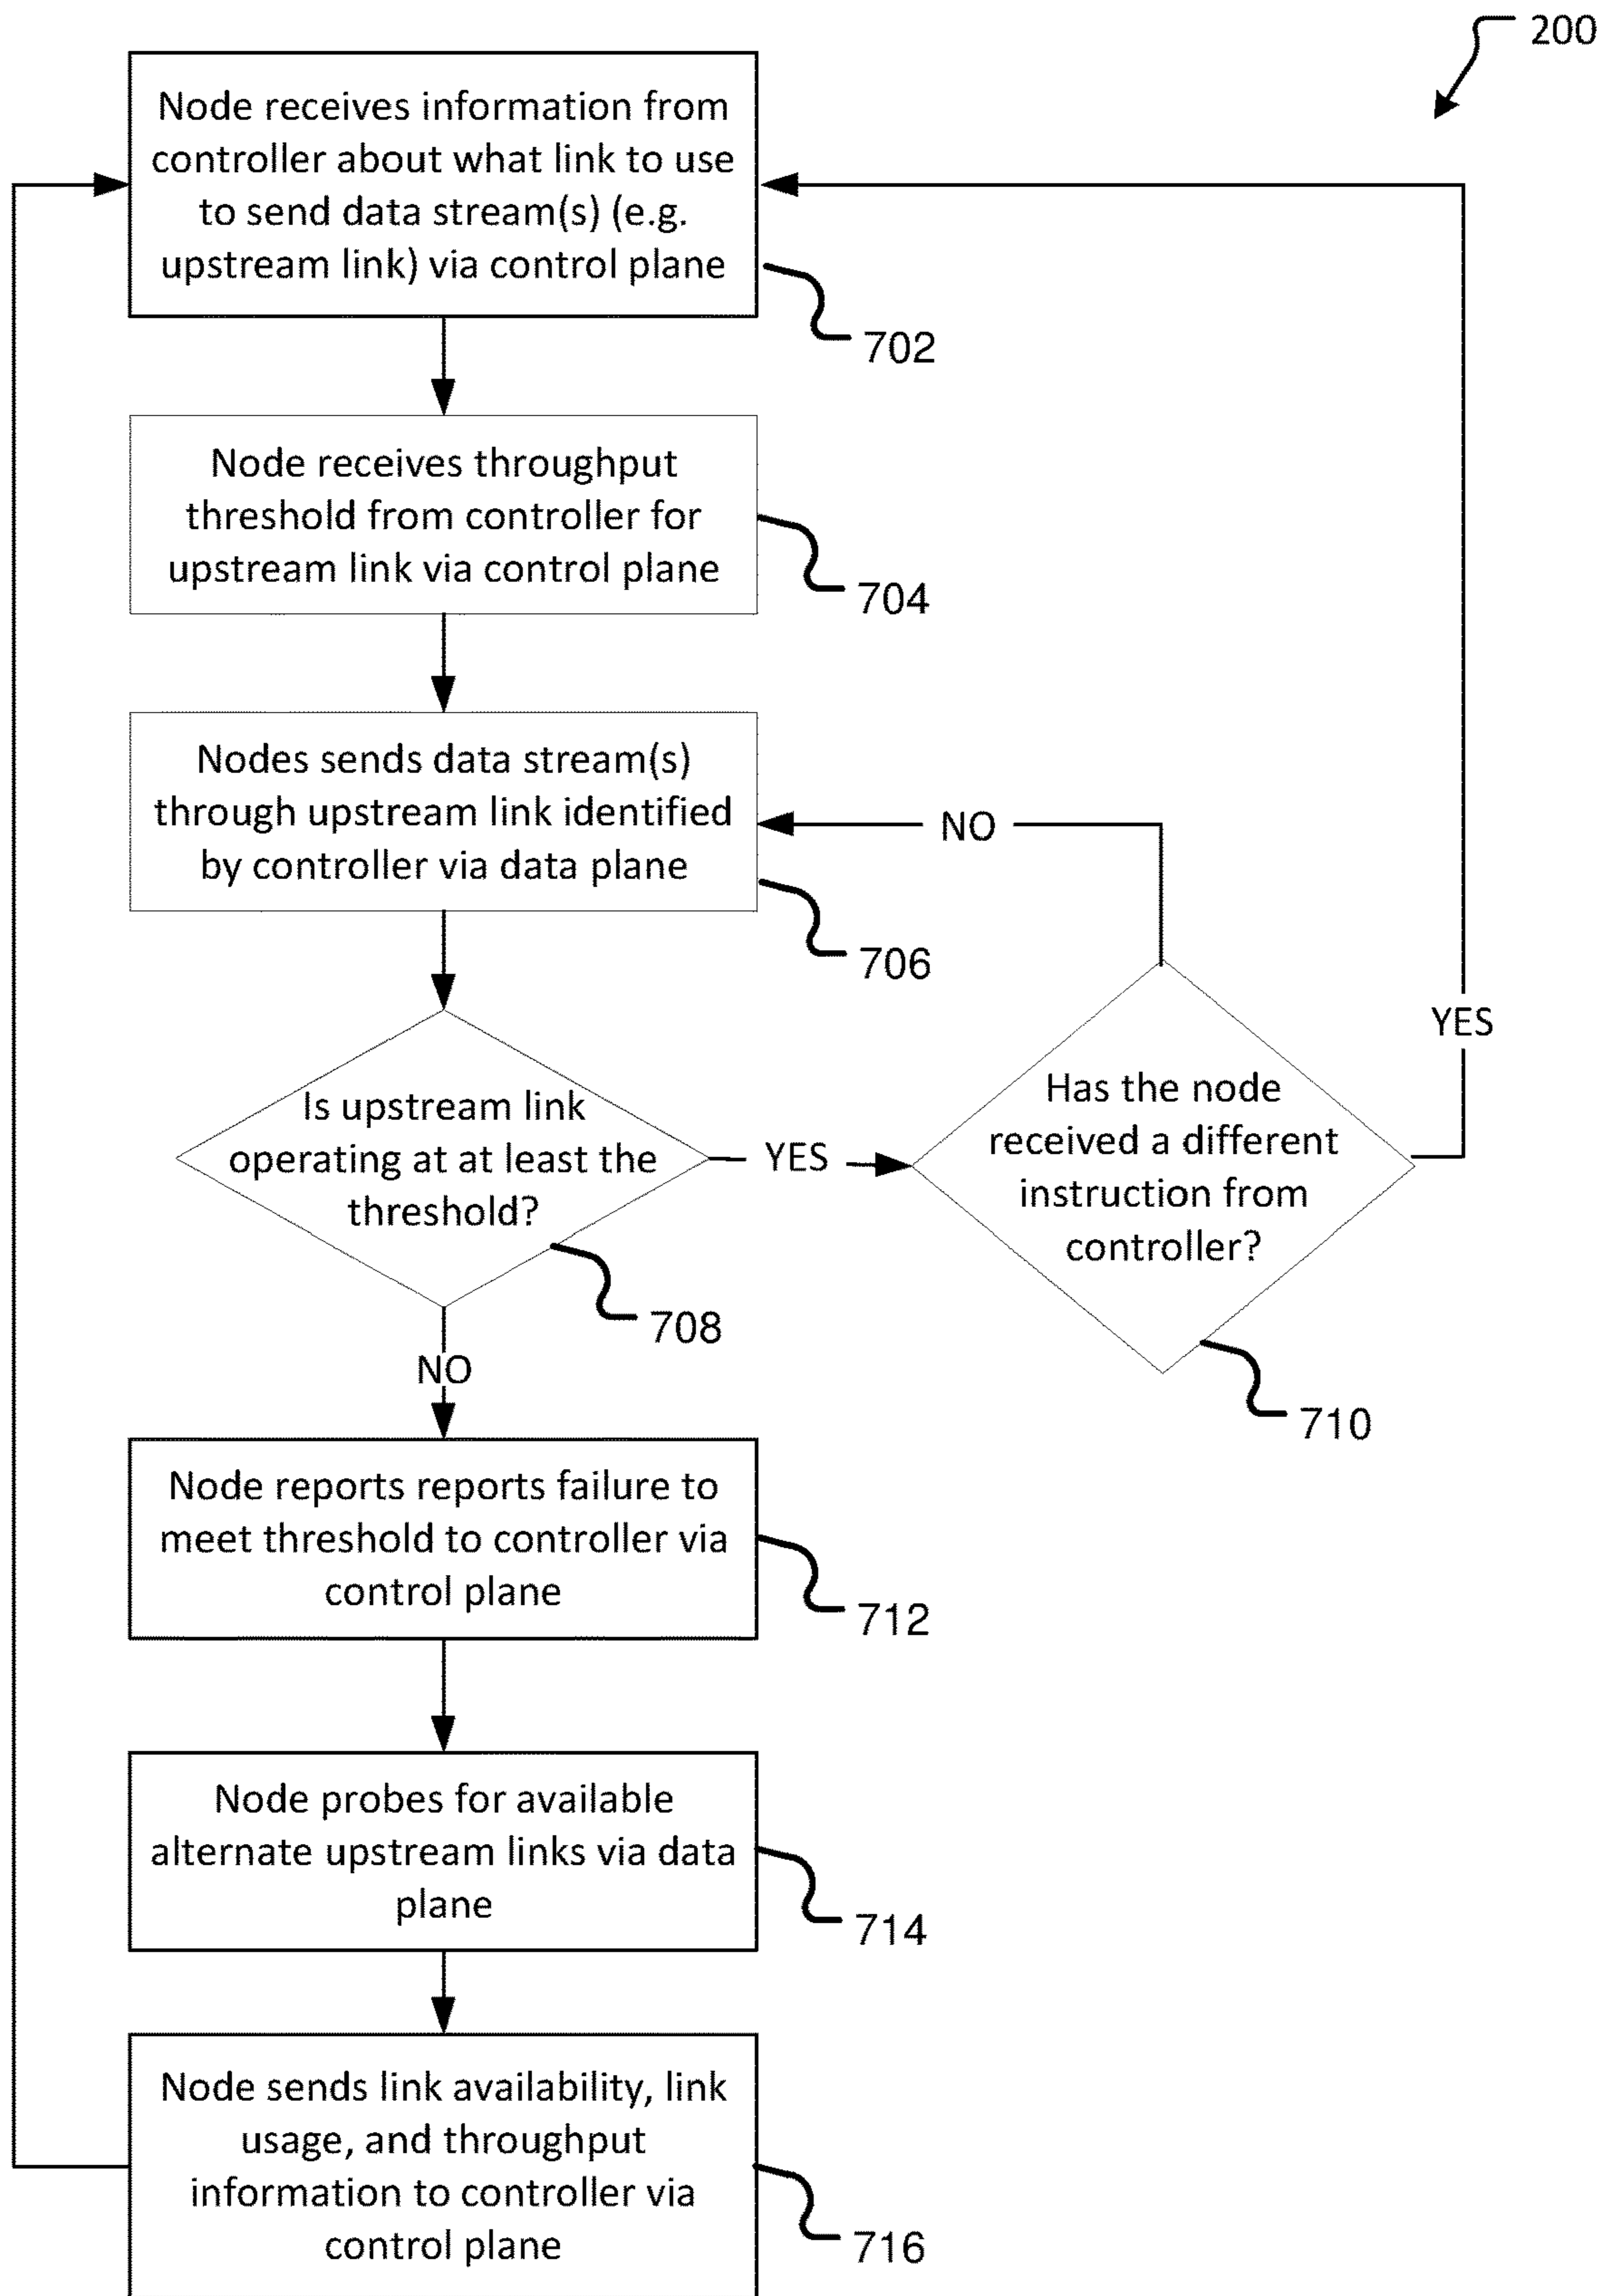 200
Node receives information from
controller about what link to use
to send data stream(s) (e.g.
upstream link) via control plane
702
Node receives throughput
threshold from controller for
upstream link via control plane
704
Nodes sends data stream(s)
through upstream link identified
by controller via data plane
706
NO
YES
Is upstream link
operating at at least the
threshold?
708
YES
Has the node
received a different
instruction from
controller?
710
NO
Node reports reports failure to
meet threshold to controller via
control plane
712
Node probes for available
alternate upstream links via data
plane
714
Node sends link availability, link
usage, and throughput
information to controller via
control plane
716